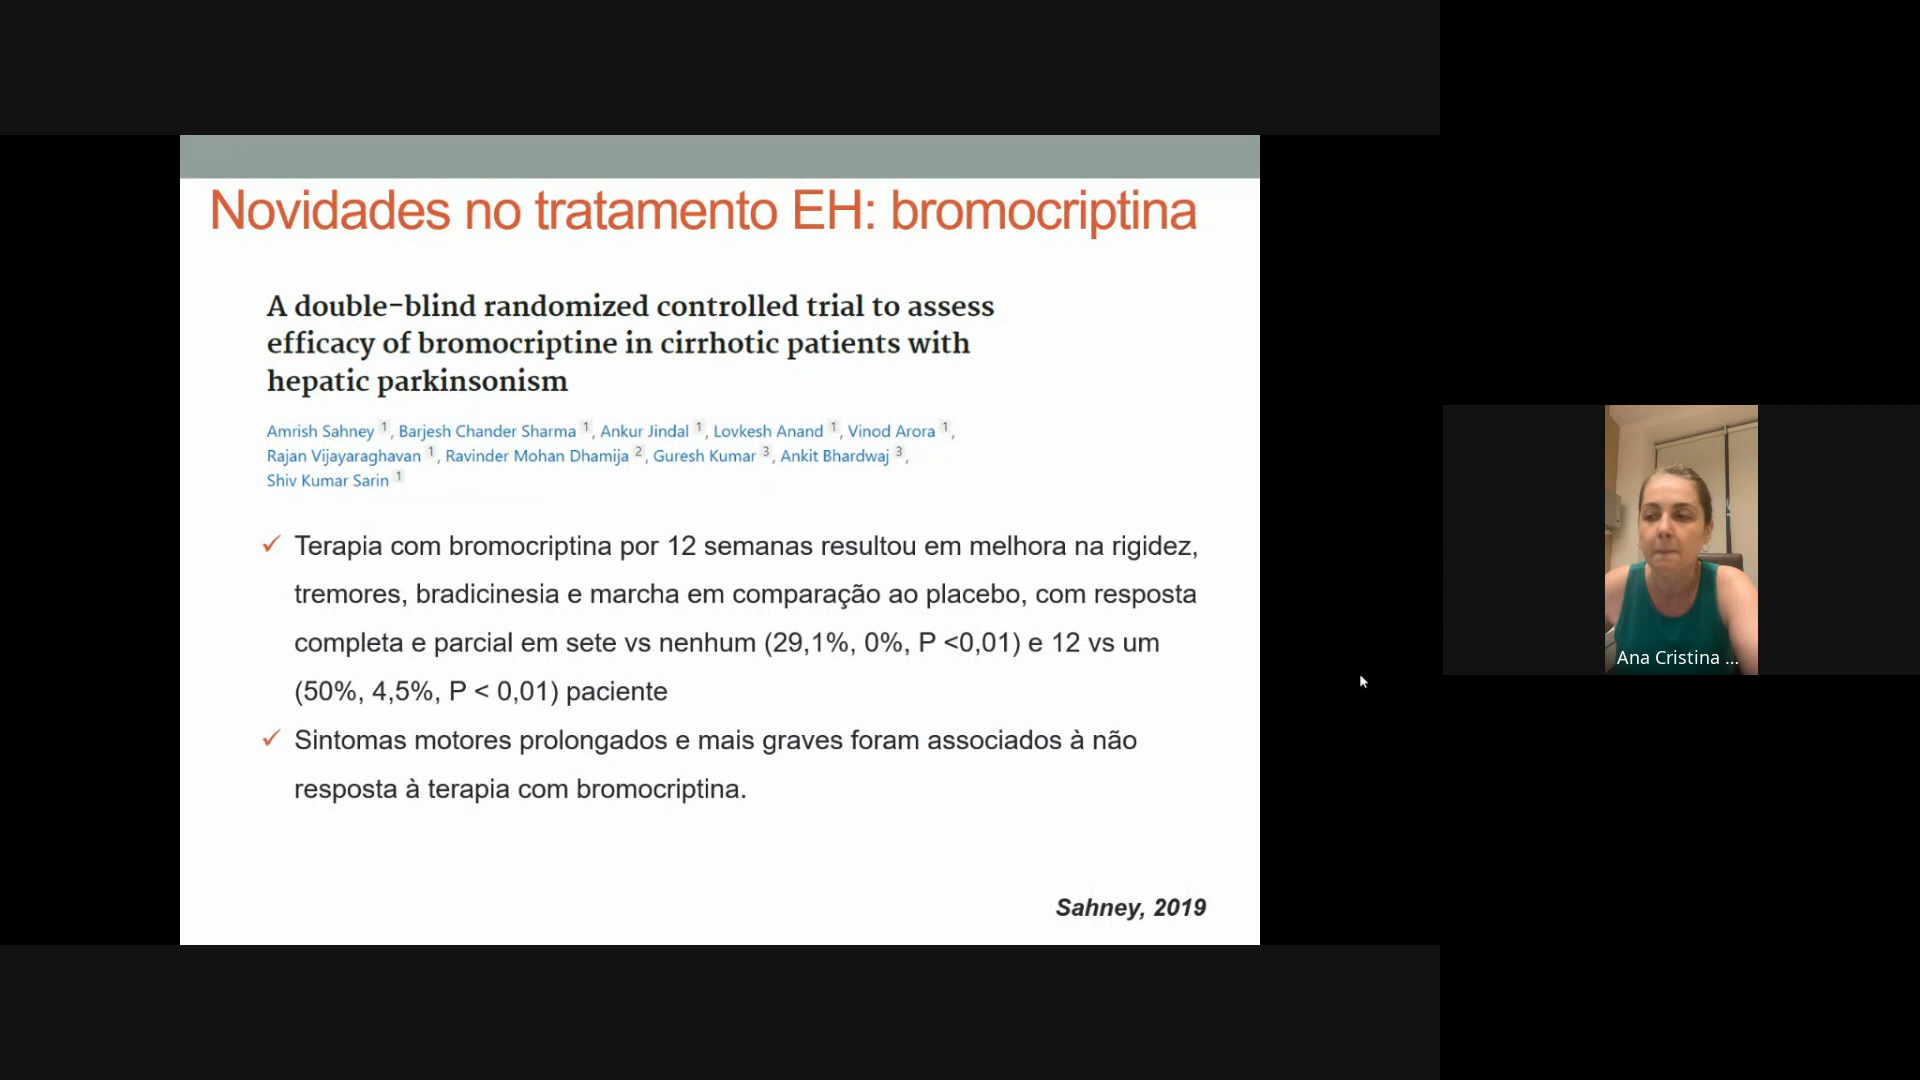 Novidades no tratamento EH: bromocriptina
A double-blind randomized controlled trial to assess
efficacy of bromocriptine in cirrhotic patients with
hepatic parkinsonism
Amrish Sahney 1, Barjesh Chander Sharma 1, Ankur Jindal 1, Lovkesh Anand 1, Vinod Arora 1,
Rajan Vijayaraghavan 1, Ravinder Mohan Dhamija 2, Guresh Kumar 3, Ankit Bhardwaj 3,
Shiv Kumar Sarin 1
✓ Terapia com bromocriptina por 12 semanas resultou em melhora na rigidez,
tremores, bradicinesia e marcha em comparação ao placebo, com resposta
completa e parcial em sete vs nenhum (29,1%, 0%, P <0,01) e 12 vs um
(50%, 4,5%, P < 0,01) paciente
✓ Sintomas motores prolongados e mais graves foram associados à não
resposta à terapia com bromocriptina.
Sahney, 2019
Ana Cristina ...